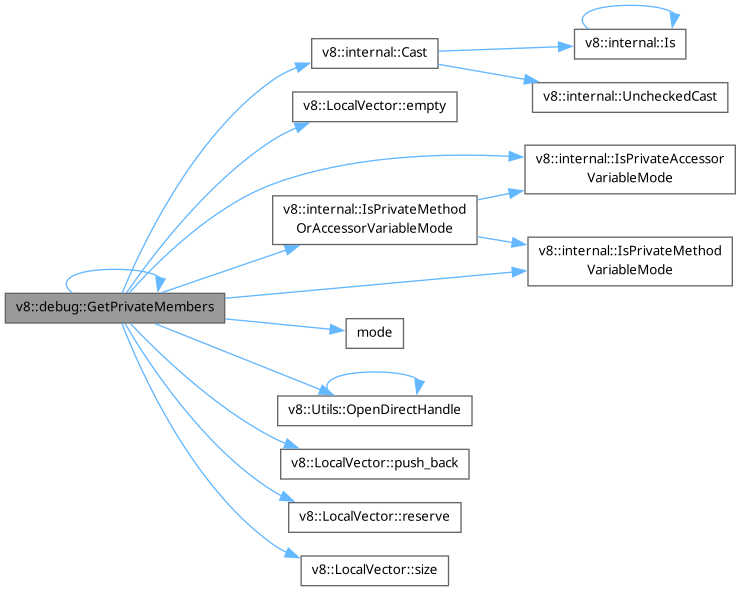 v8::internal::Cast
v8::internal::Is
v8::internal::UncheckedCast
v8::LocalVector::empty
v8::internal::IsPrivateAccessor
VariableMode
v8::internal::IsPrivateMethod
OrAccessorVariableMode
v8::internal::IsPrivateMethod
VariableMode
v8::debug::GetPrivateMembers
mode
v8::Utils::OpenDirectHandle
v8::LocalVector::push_back
v8::LocalVector::reserve
v8::LocalVector::size